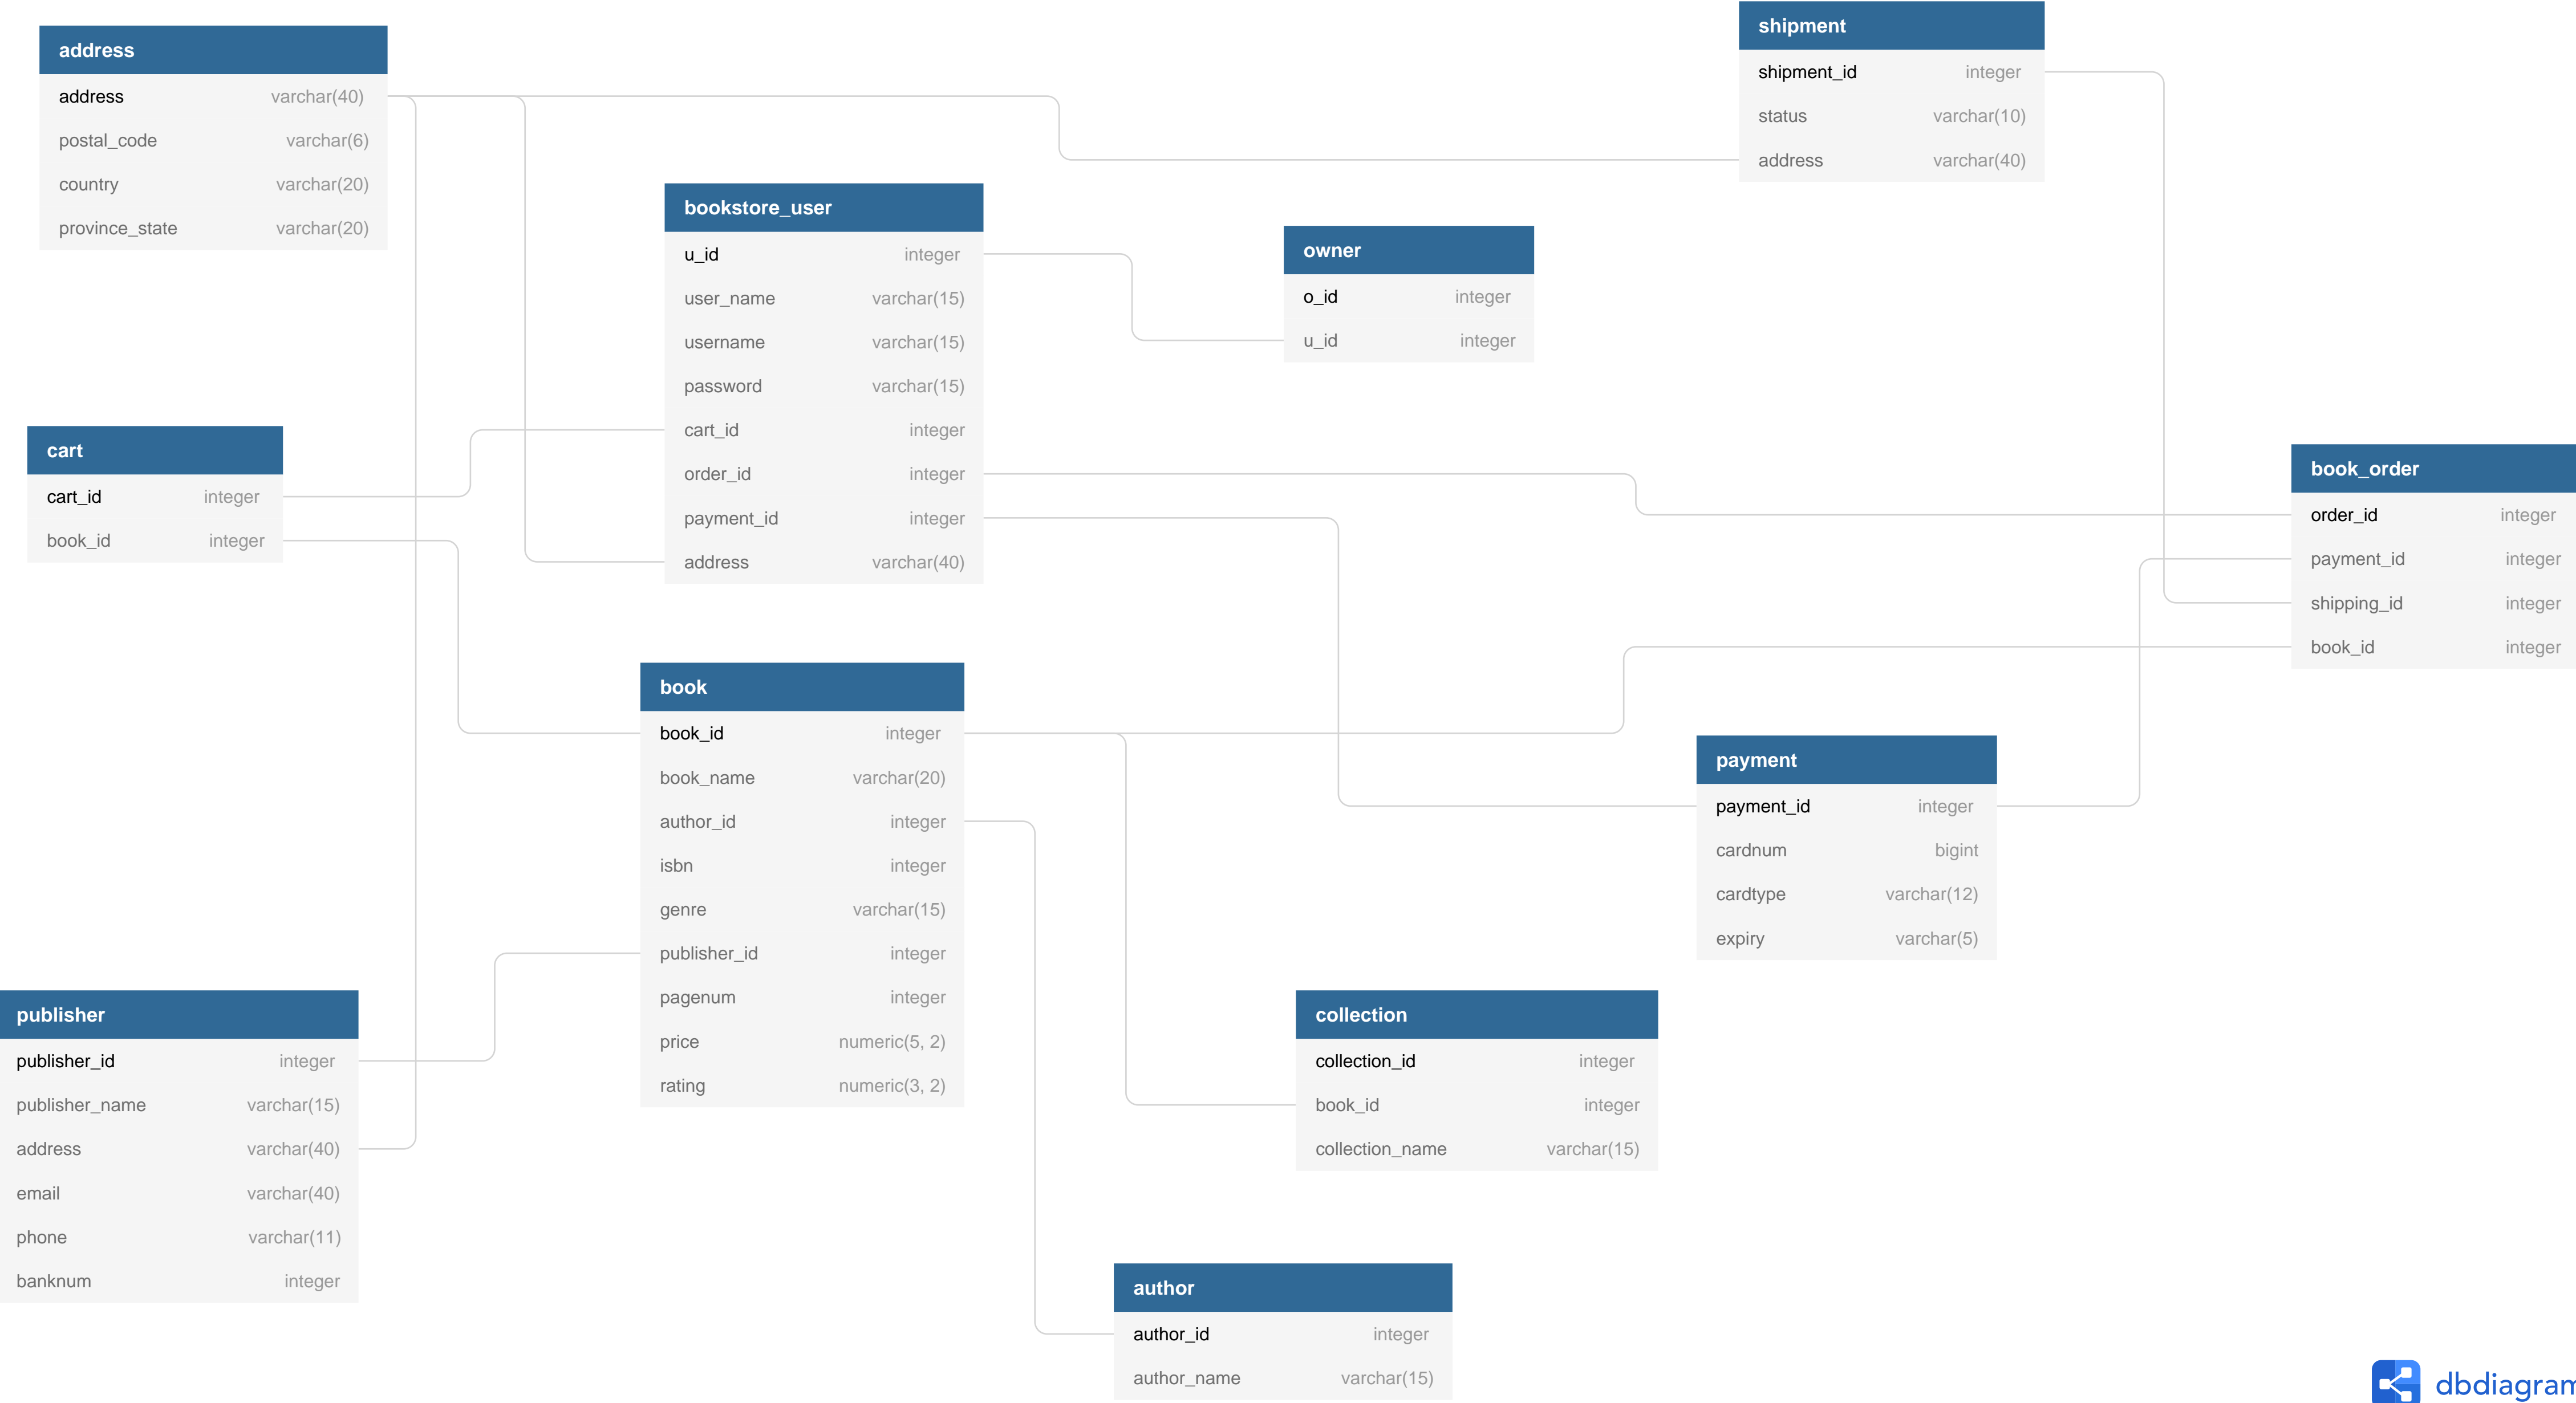 address
address varchar(40)
postal_code varchar(6)
country varchar(20)
province_state varchar(20)
shipment
shipment_id integer
status varchar(10)
address varchar(40)
bookstore_user
u_id integer
user_name varchar(15)
username varchar(15)
password varchar(15)
cart_id integer
order_id integer
payment_id integer
address varchar(40)
owner
o_id integer
u_id integer
cart
cart_id integer
book_id integer
book_order
order_id integer
payment_id integer
shipping_id integer
book_id integer
book
book_id integer
book_name varchar(20)
author_id integer
isbn integer
genre varchar(15)
publisher_id integer
pagenum integer
price numeric(5, 2)
rating numeric(3, 2)
payment
payment_id integer
cardnum bigint
cardtype varchar(12)
expiry varchar(5)
publisher
publisher_id integer
publisher_name varchar(15)
address varchar(40)
email varchar(40)
phone varchar(11)
banknum integer
collection
collection_id integer
book_id integer
collection_name varchar(15)
author
author_id integer
author_name varchar(15)
dbdiagram